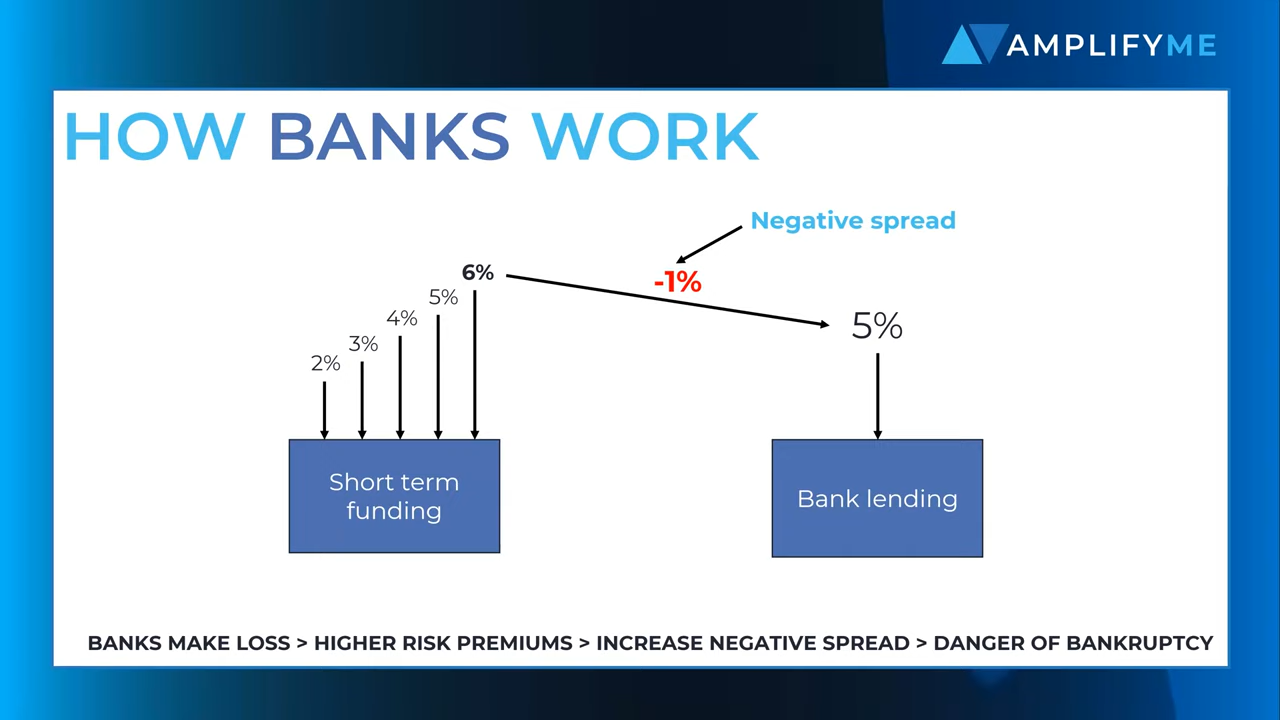 AMPLIFYME
HOW BANKS WORK
Negative spread
-1%
6%
5%
4%
3%
2%
5%
Short term
funding
Bank lending
BANKS MAKE LOSS > HIGHER RISK PREMIUMS > INCREASE NEGATIVE SPREAD > DANGER OF BANKRUPTCY